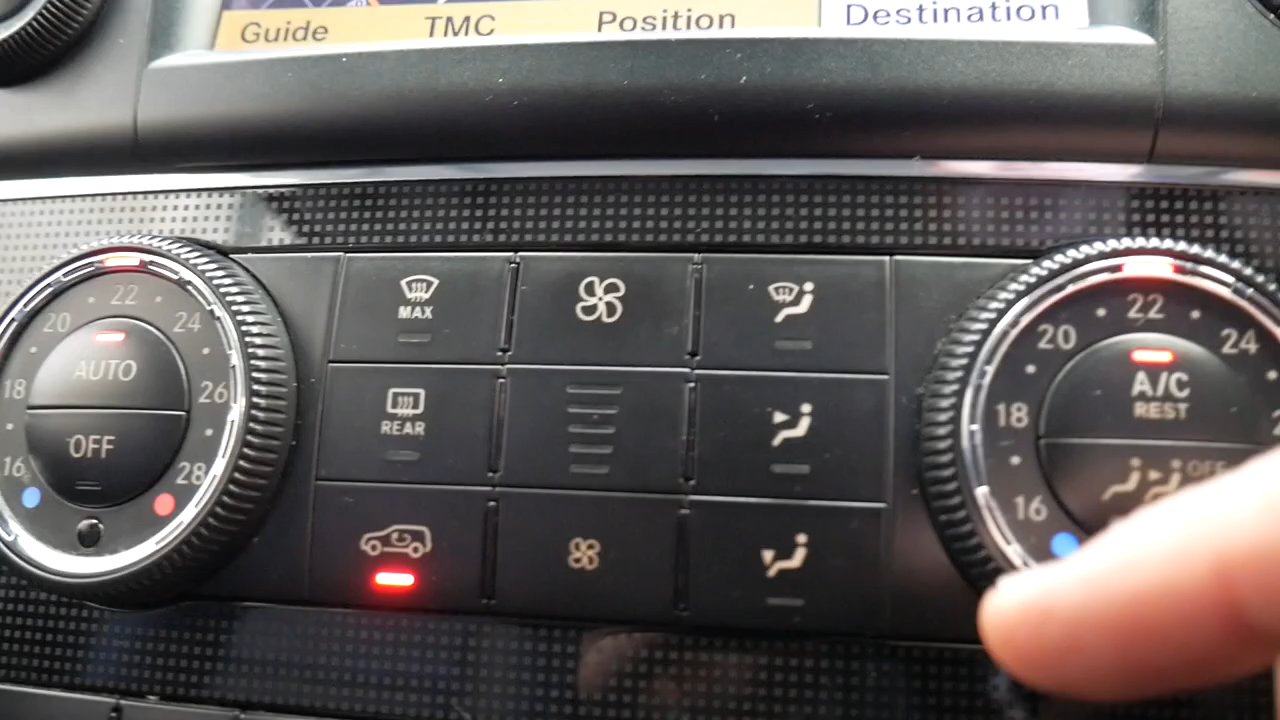 Guide TMC Position Destination
22
20 24
AUTO
18 26
OFF
16 28
MAX
REAR
22
20 24
A/C
REST
18
OFF
16